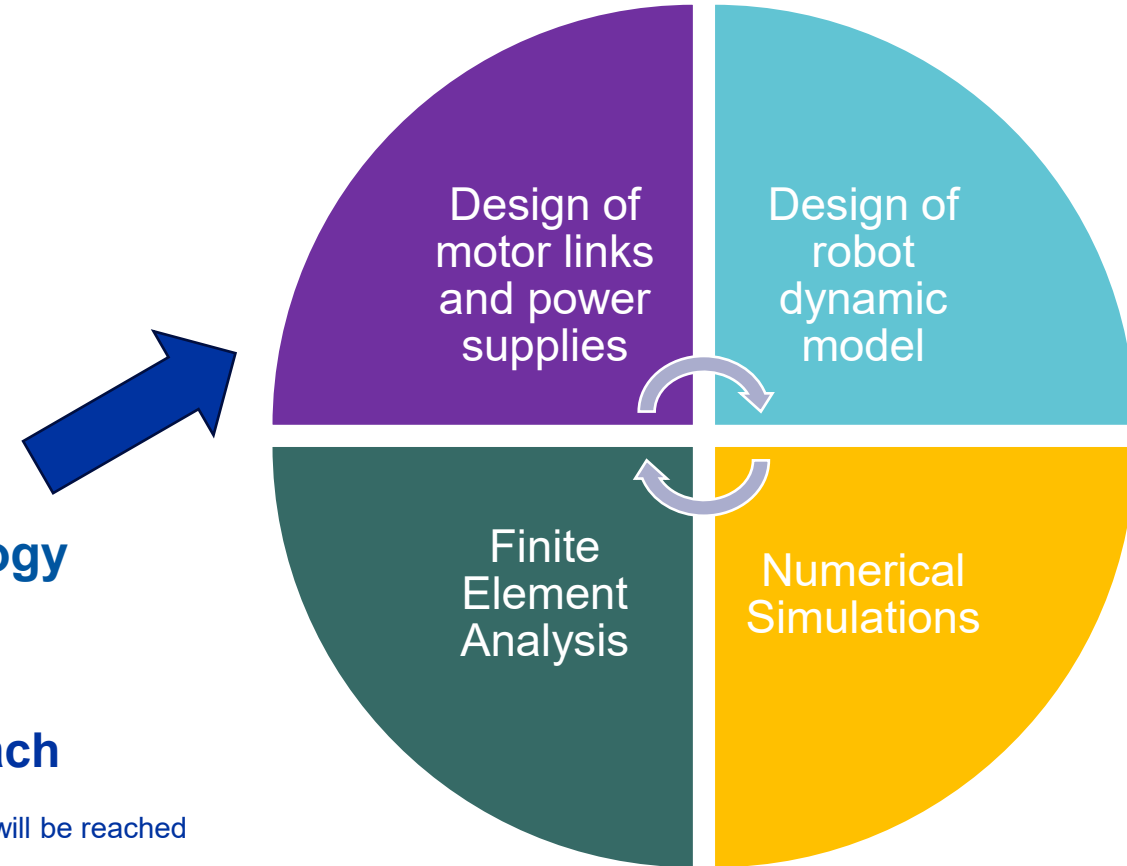 Design of
motor links
and power
supplies
Design of
robot
dynamic
model
Finite
Element
Analysis
Numerical
Simulations
ogy
ach
will be reached